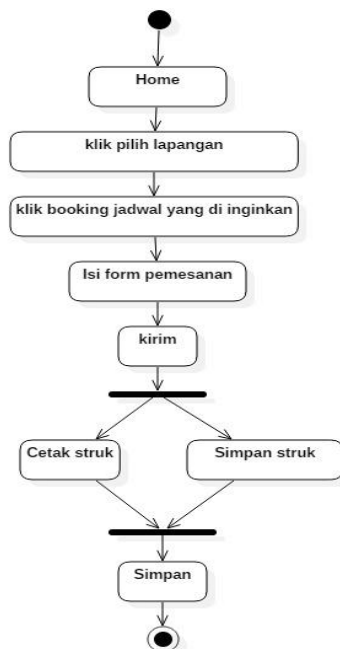 Home
klik pilih lapangan
klik booking jadwal yang di inginkan
Isi form pemesanan
kirim
Cetak struk
Simpan struk
Simpan